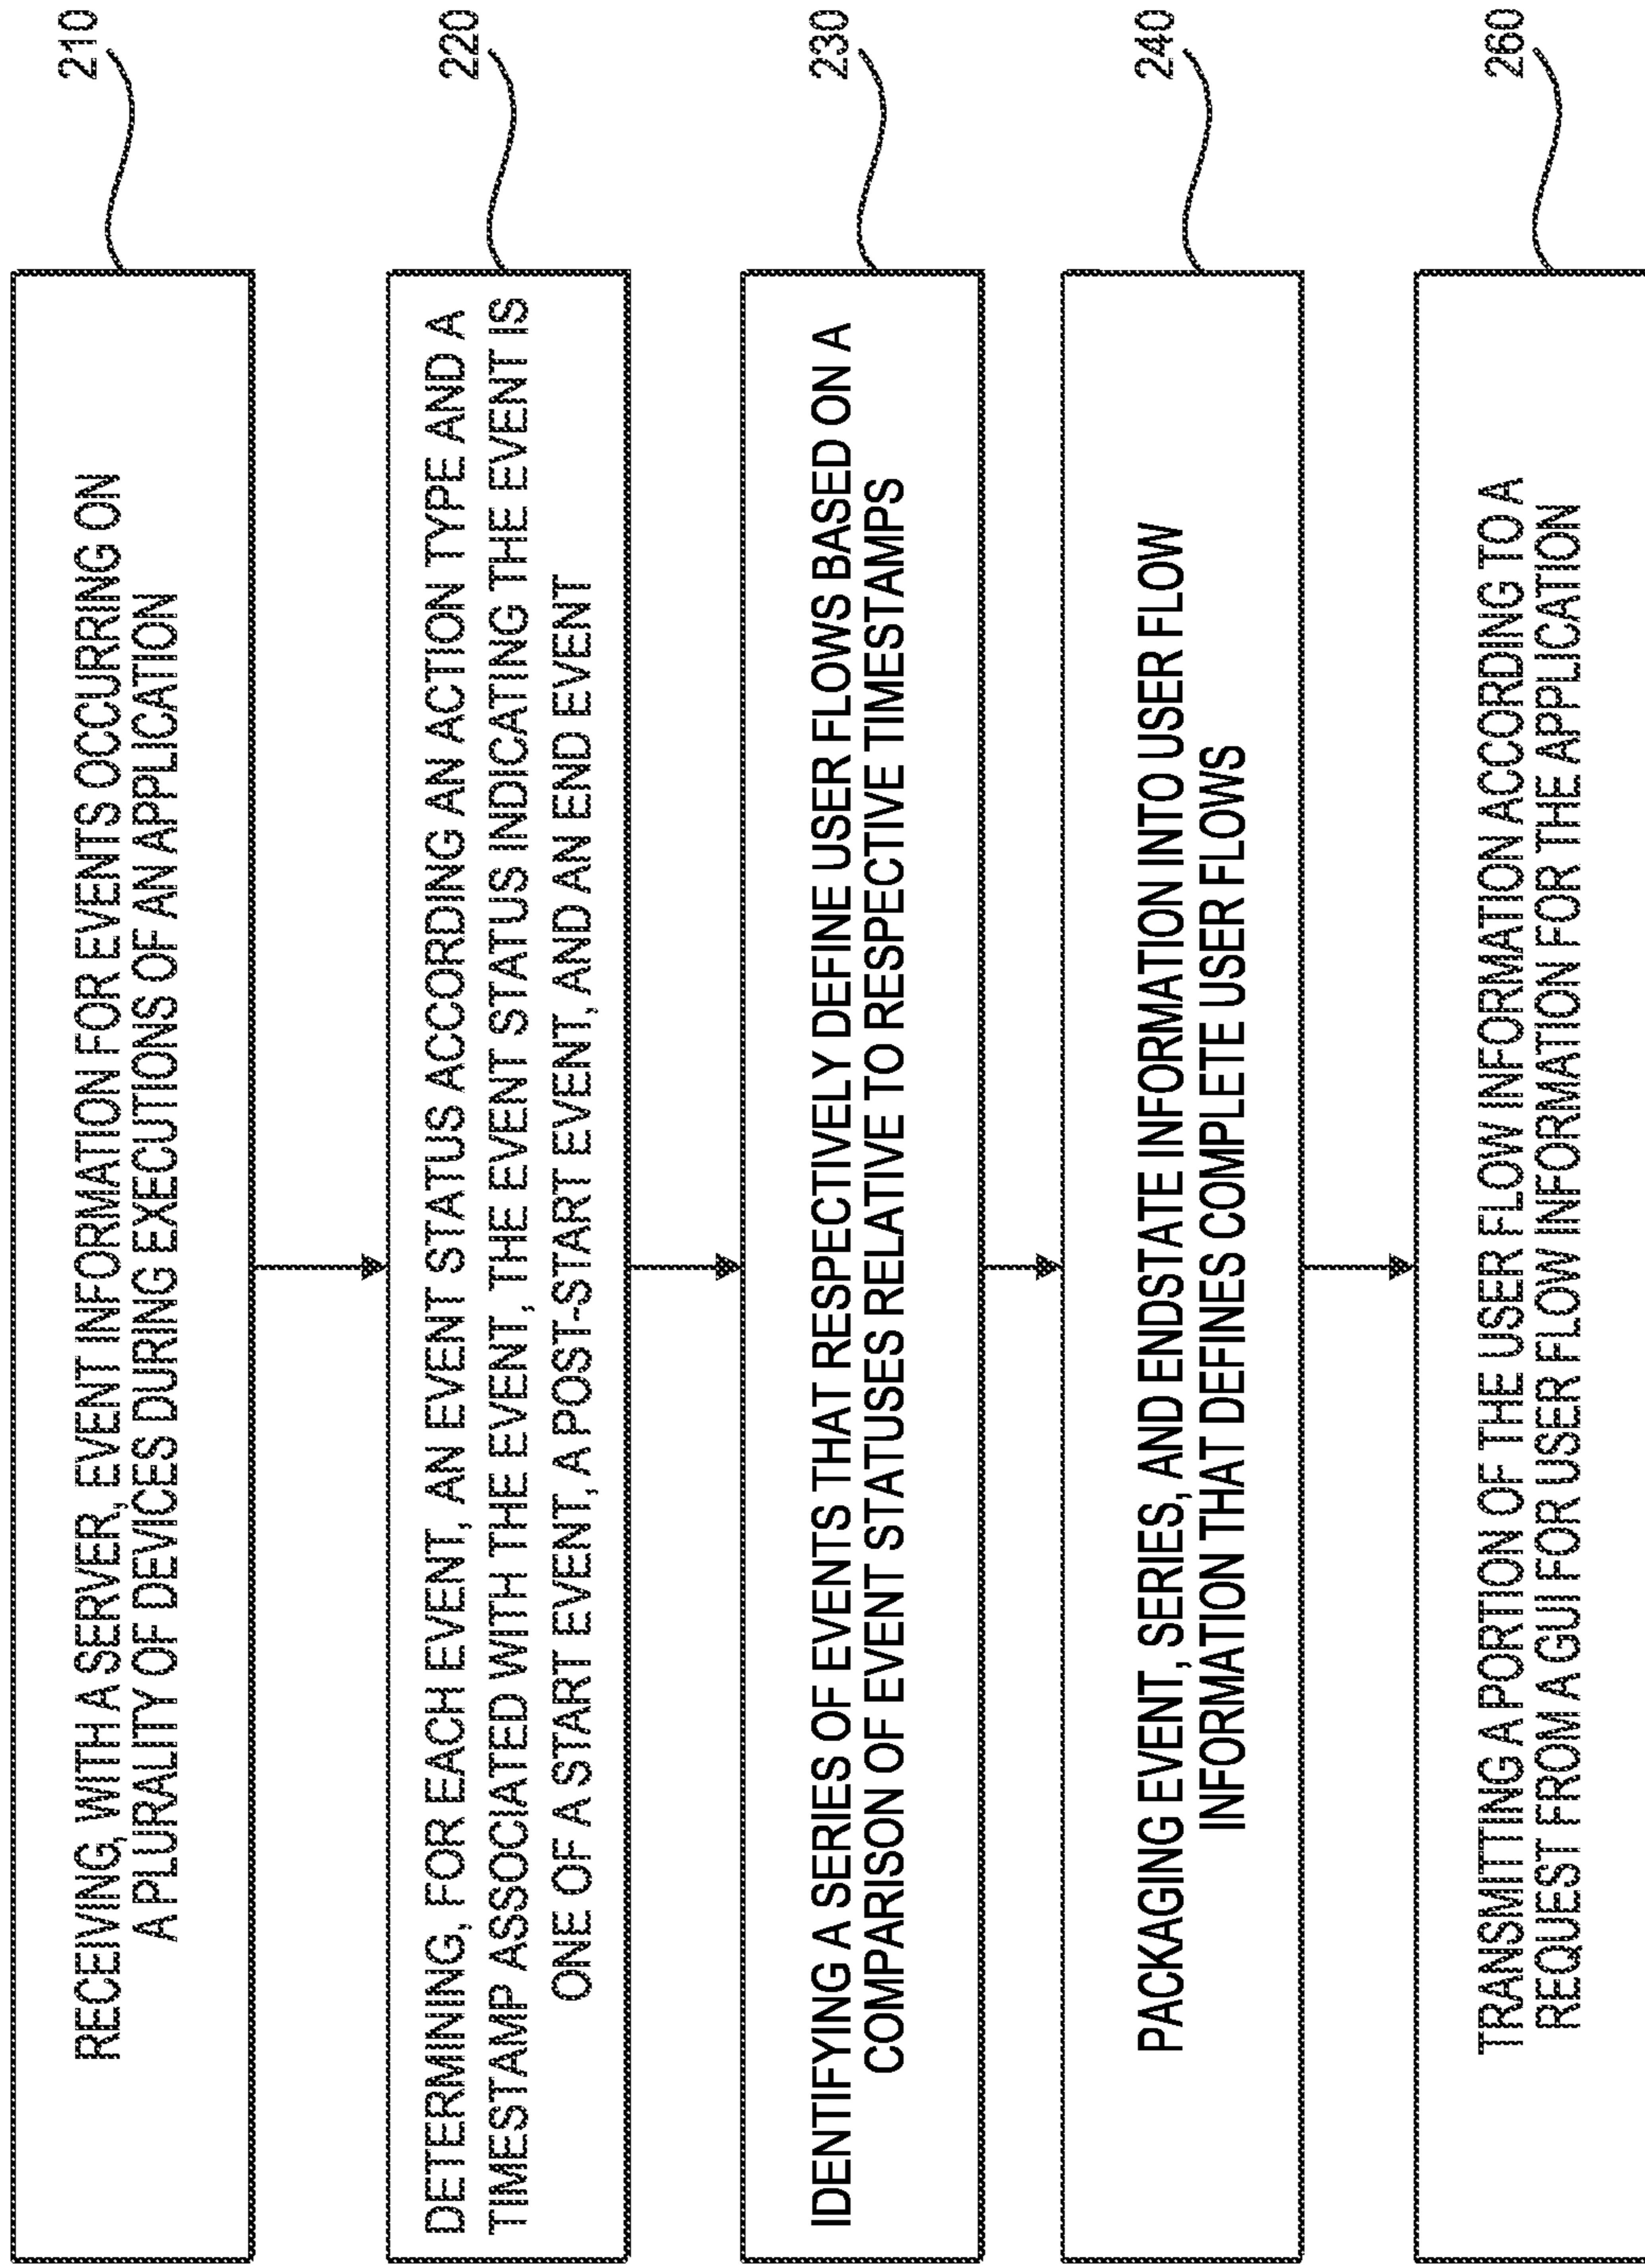 RECEIVING, WITH A SERVER, EVENT INFORMATION FOR EVENTS OCCURRING ON
A PLURALITY OF DEVICES DURING EXECUTIONS OF AN APPLICATION
210
DETERMINING, FOR EACH EVENT, AN EVENT STATUS ACCORDING AN ACTION TYPE AND A
TIMESTAMP ASSOCIATED WITH THE EVENT, THE EVENT STATUS INDICATING THE EVENT IS
ONE OF A START EVENT, A POST-START EVENT, AND AN END EVENT
220
IDENTIFYING A SERIES OF EVENTS THAT RESPECTIVELY DEFINE USER FLOWS BASED ON A
COMPARISON OF EVENT STATUSES RELATIVE TO RESPECTIVE TIMESTAMPS
230
PACKAGING EVENT, SERIES, AND ENDSTATE INFORMATION INTO USER FLOW
INFORMATION THAT DEFINES COMPLETE USER FLOWS
240
TRANSMITTING A PORTION OF THE USER FLOW INFORMATION ACCORDING TO A
REQUEST FROM A GUI FOR USER FLOW INFORMATION FOR THE APPLICATION
260